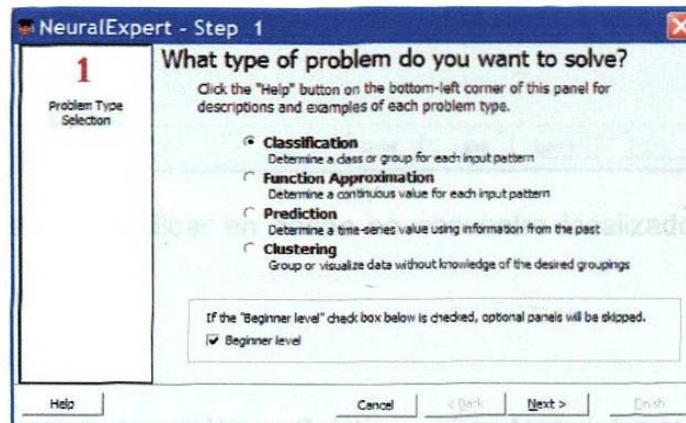 NeuralExpert - Step 1
1
Problem Type
Selection
What type of problem do you want to solve?
Click the "Help" button on the bottom-left corner of this panel for
descriptions and examples of each problem type.
Classification
Determine a class or group for each input pattern
Function Approximation
Determine a continuous value for each input pattern
Prediction
Determine a time-series value using information from the past
Clustering
Group or visualize data without knowledge of the desired groupings
If the "Beginner level" check box below is checked, optional panels will be skipped.
Beginner level
Help
Cancel
< Back
Next >
Finish